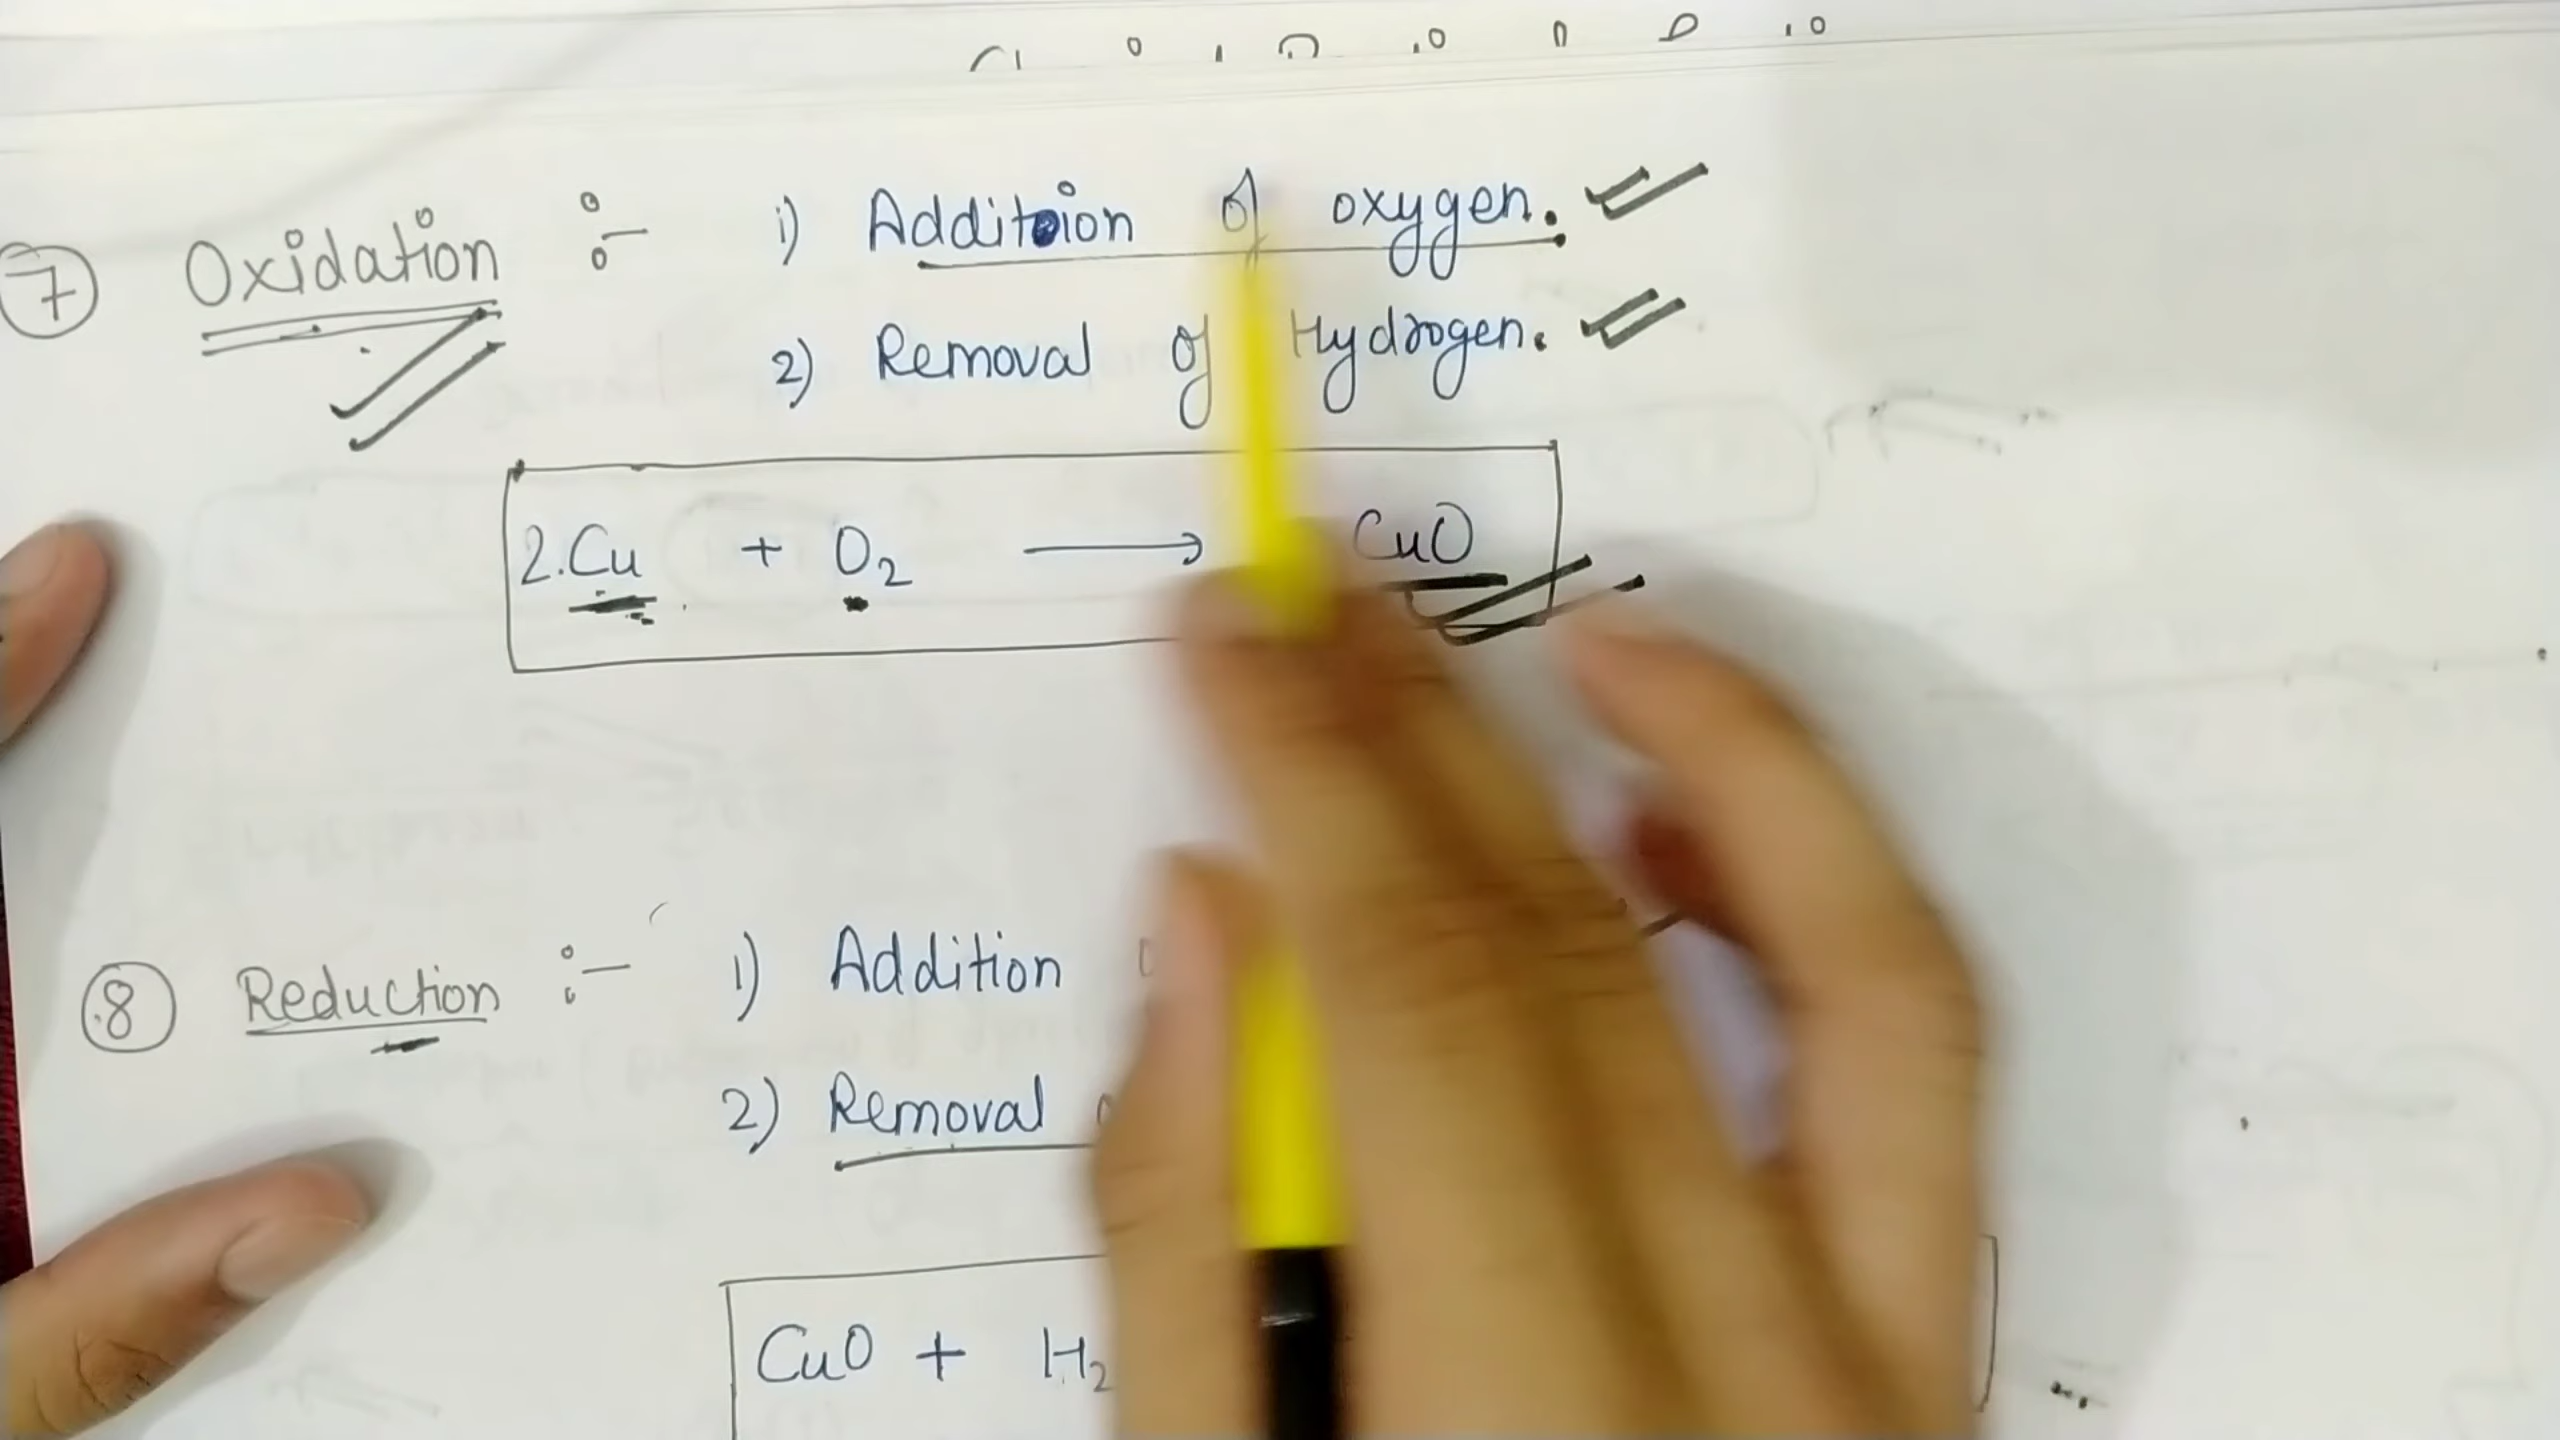 7 Oxidation :- 1) Addition of oxygen.
2) Removal of Hydrogen.
2.Cu + O2 → CuO
8 Reduction :- 1) Addition
2) Removal
CuO + H2